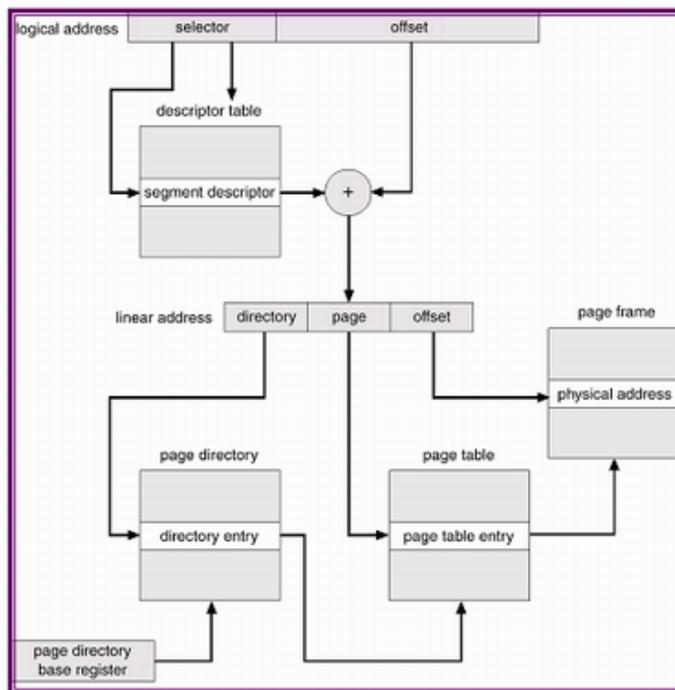 logical address
selector
offset
descriptor table
segment descriptor
+
linear address
directory
page
offset
page frame
physical address
page directory
page table
directory entry
page table entry
page directory
base register